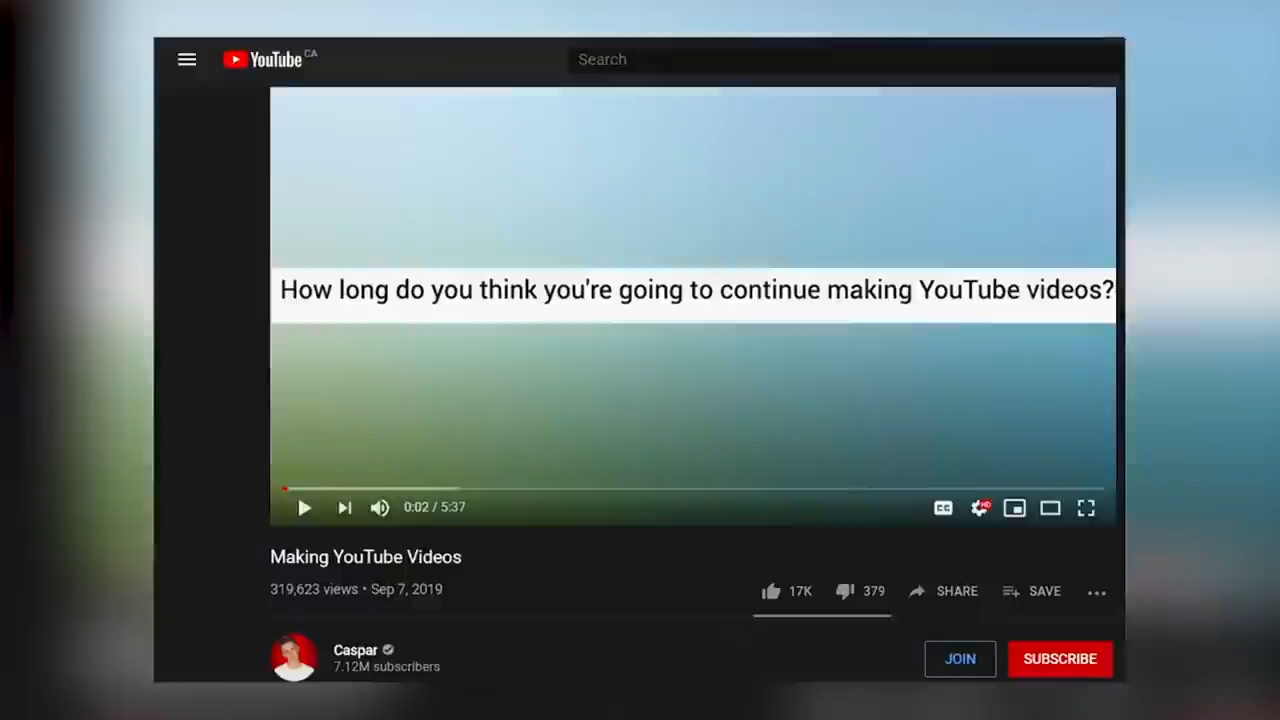 YouTube CA
Search
How long do you think you're going to continue making YouTube videos?
0:02 / 5:37
CC
HD
Making YouTube Videos
319,623 views • Sep 7, 2019
17K
379
SHARE
SAVE
Caspar
7.12M subscribers
JOIN
SUBSCRIBE